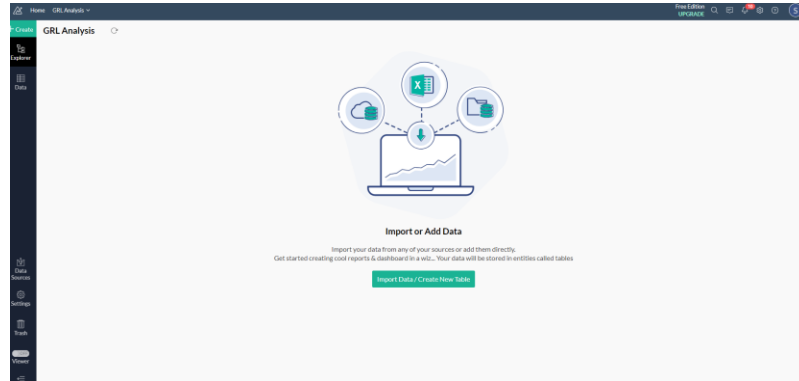 Home GRL Analysis
Free Edition
UPGRADE
S
+ Create
GRL Analysis
Explorer
Data
Import or Add Data
Import your data from any of your sources or add them directly.
Get started creating cool reports & dashboard in a wiz... Your data will be stored in entities called tables
Import Data / Create New Table
Data
Sources
Settings
Trash
Viewer